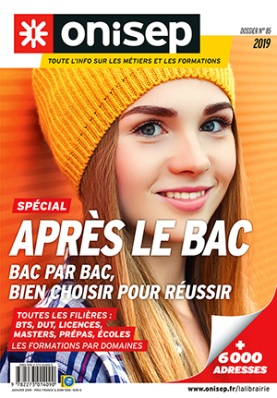 onisep
DOSSIER N° 85
TOUTE L'INFO SUR LES MÉTIERS ET LES FORMATIONS
2019
SPÉCIAL
APRÈS LE BAC
BAC PAR BAC,
BIEN CHOISIR POUR RÉUSSIR
TOUTES LES FILIÈRES :
BTS, DUT, LICENCES,
MASTERS, PRÉPAS, ÉCOLES
LES FORMATIONS PAR DOMAINES
+
6 000
ADRESSES
www.onisep.fr/lalibrairie